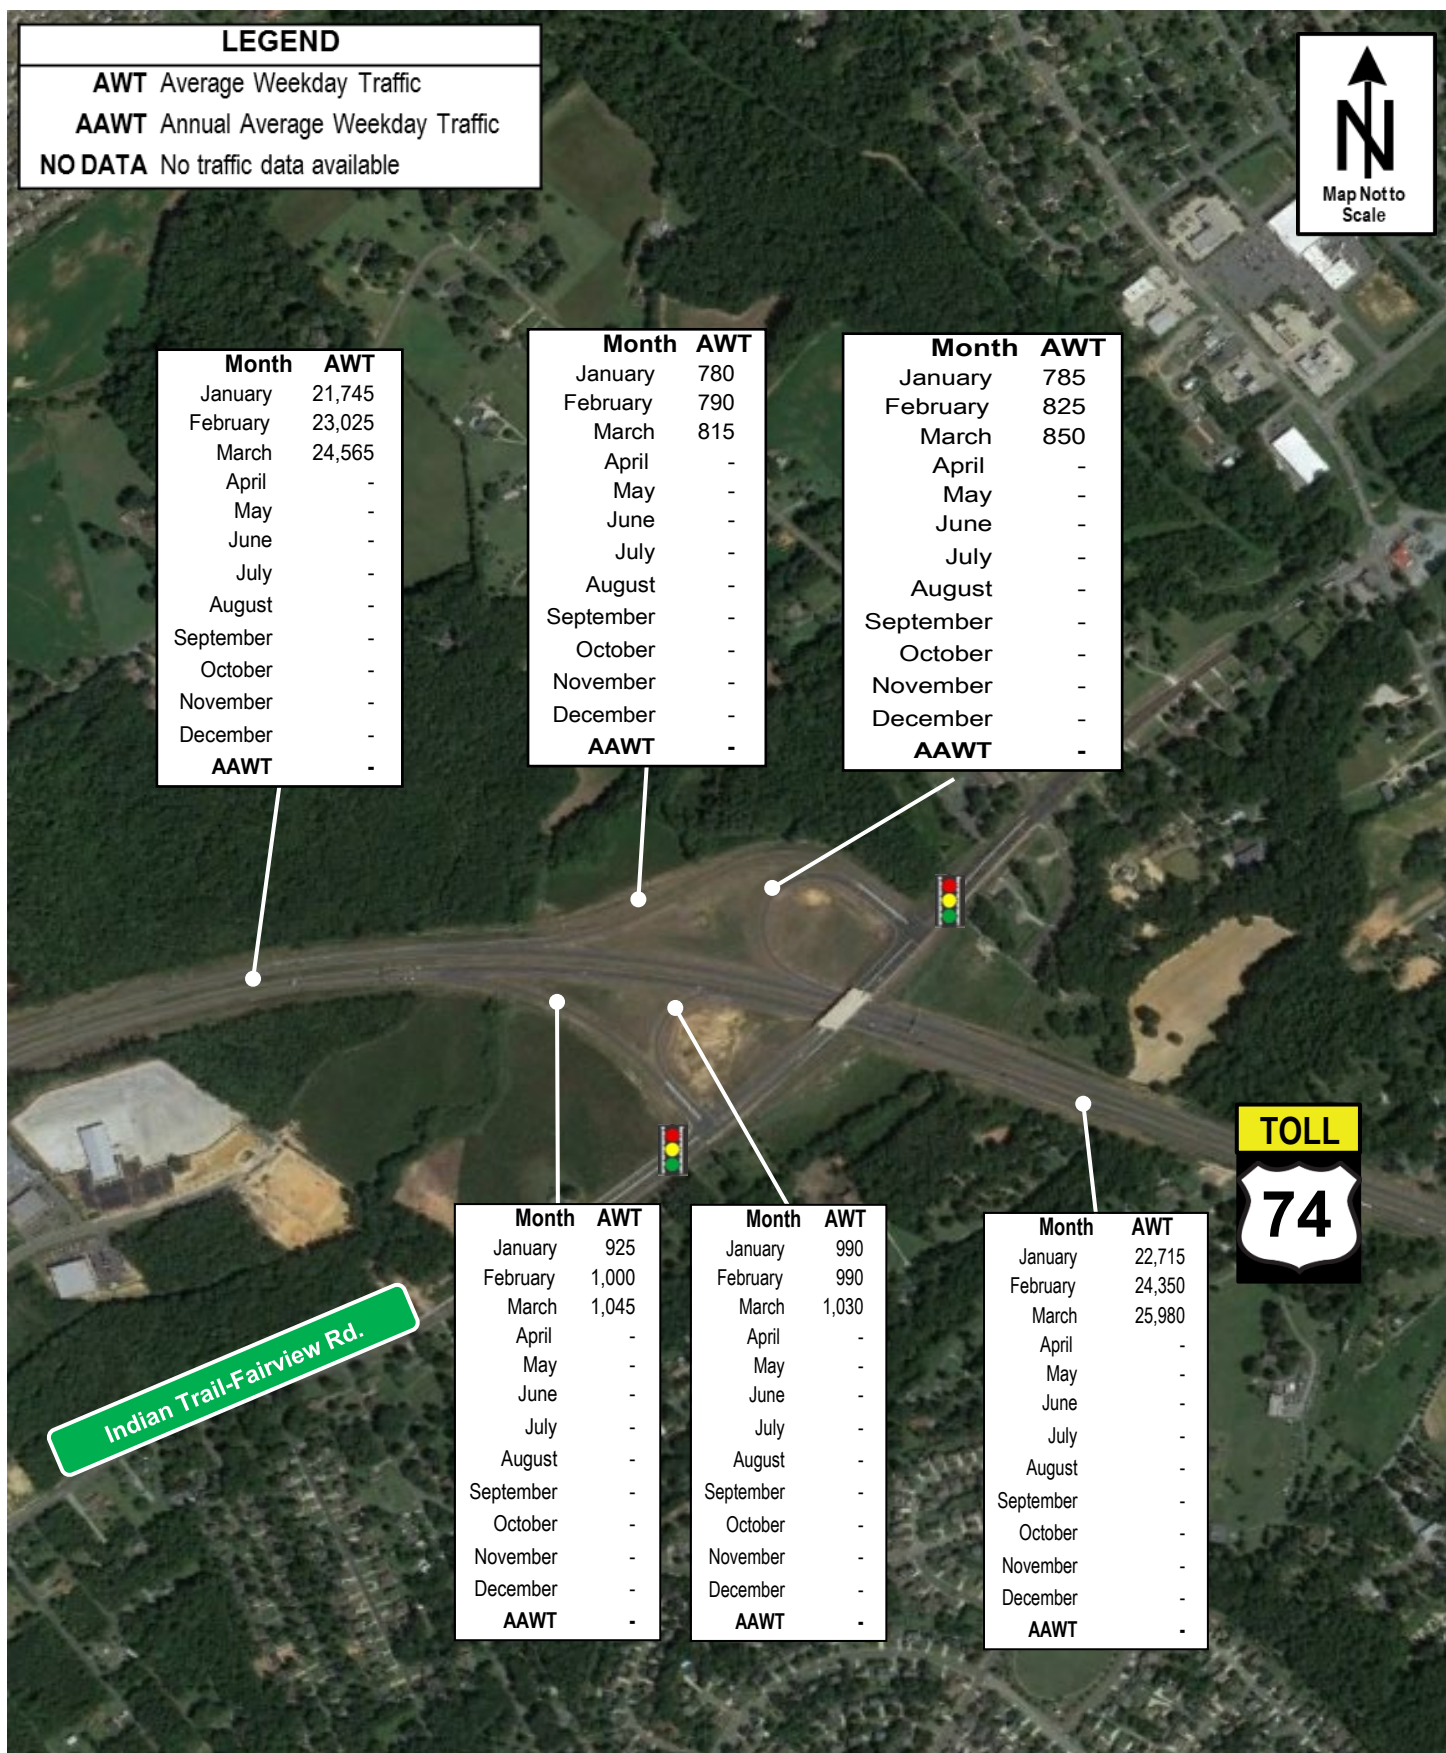 LEGEND
AWT Average Weekday Traffic
AAWT Annual Average Weekday Traffic
NO DATA No traffic data available
N
Map Not to
Scale
Month AWT
January 21,745
February 23,025
March 24,565
April -
May -
June -
July -
August -
September -
October -
November -
December -
AAWT -
Month AWT
January 780
February 790
March 815
April -
May -
June -
July -
August -
September -
October -
November -
December -
AAWT -
Month AWT
January 785
February 825
March 850
April -
May -
June -
July -
August -
September -
October -
November -
December -
AAWT -
TOLL
74
Indian Trail-Fairview Rd.
Month AWT
January 925
February 1,000
March 1,045
April -
May -
June -
July -
August -
September -
October -
November -
December -
AAWT -
Month AWT
January 990
February 990
March 1,030
April -
May -
June -
July -
August -
September -
October -
November -
December -
AAWT -
Month AWT
January 22,715
February 24,350
March 25,980
April -
May -
June -
July -
August -
September -
October -
November -
December -
AAWT -